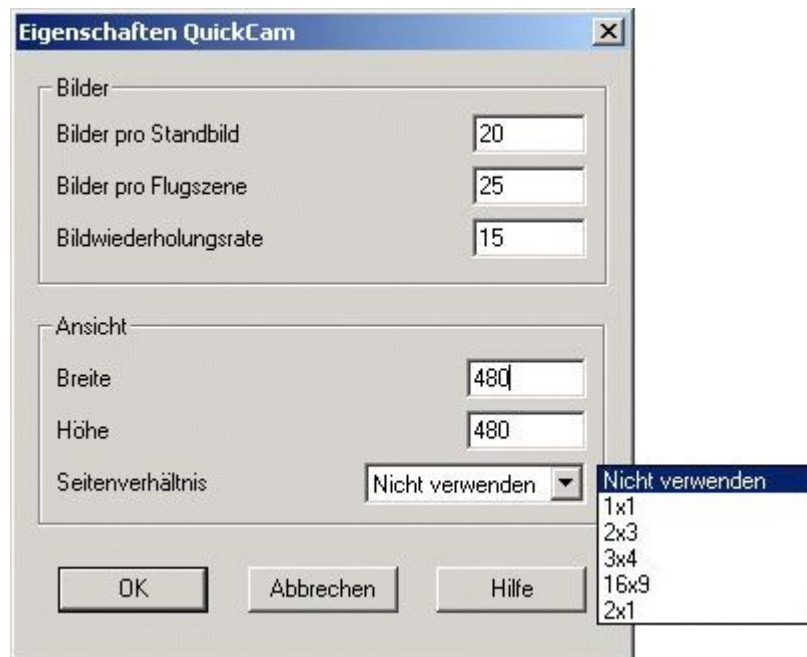 Eigenschaften QuickCam
Bilder
Bilder pro Standbild 20
Bilder pro Flugszene 25
Bildwiederholungsrate 15
Ansicht
Breite 480
Höhe 480
Seitenverhältnis Nicht verwenden
Nicht verwenden
1x1
2x3
3x4
16x9
2x1
OK Abbrechen Hilfe